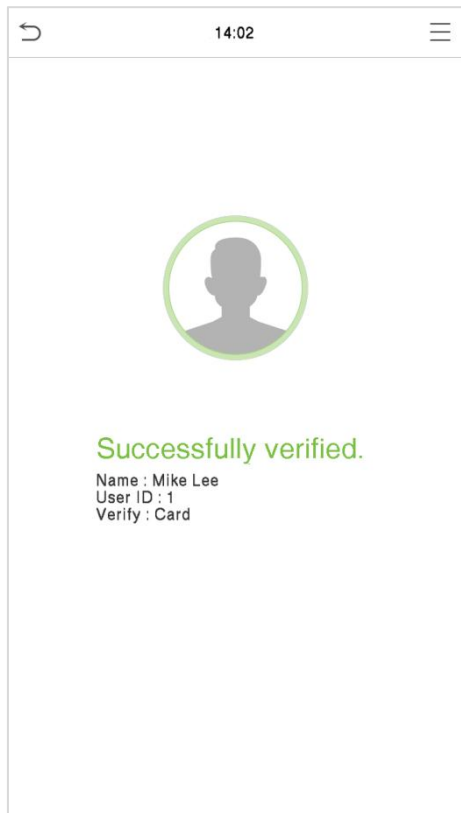 14:02
Successfully verified.
Name : Mike Lee
User ID : 1
Verify : Card